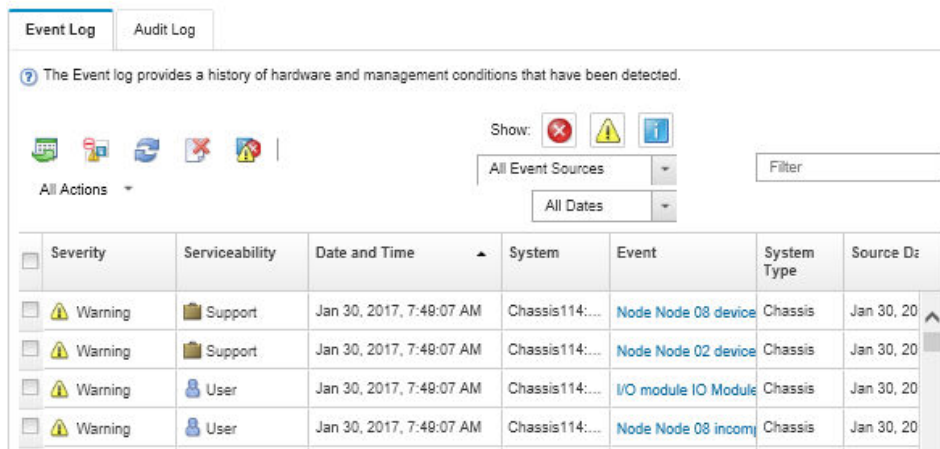 Event Log
Audit Log
The Event log provides a history of hardware and management conditions that have been detected.
Show:
All Event Sources
Filter
All Actions
All Dates
Severity Serviceability Date and Time System Event System Type Source Da
Warning Support Jan 30, 2017, 7:49:07 AM Chassis114:... Node Node 08 device Chassis Jan 30, 20
Warning Support Jan 30, 2017, 7:49:07 AM Chassis114:... Node Node 02 device Chassis Jan 30, 20
Warning User Jan 30, 2017, 7:49:07 AM Chassis114:... I/O module IO Module Chassis Jan 30, 20
Warning User Jan 30, 2017, 7:49:07 AM Chassis114:... Node Node 08 incomp Chassis Jan 30, 20